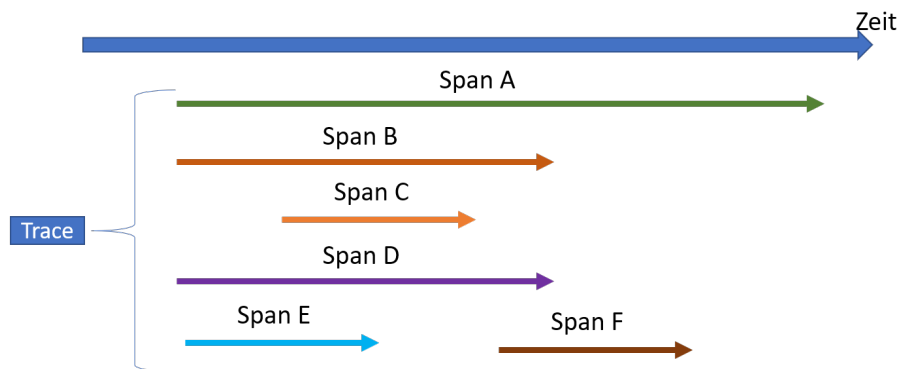 Zeit
Span A
Span B
Span C
Trace
Span D
Span E
Span F